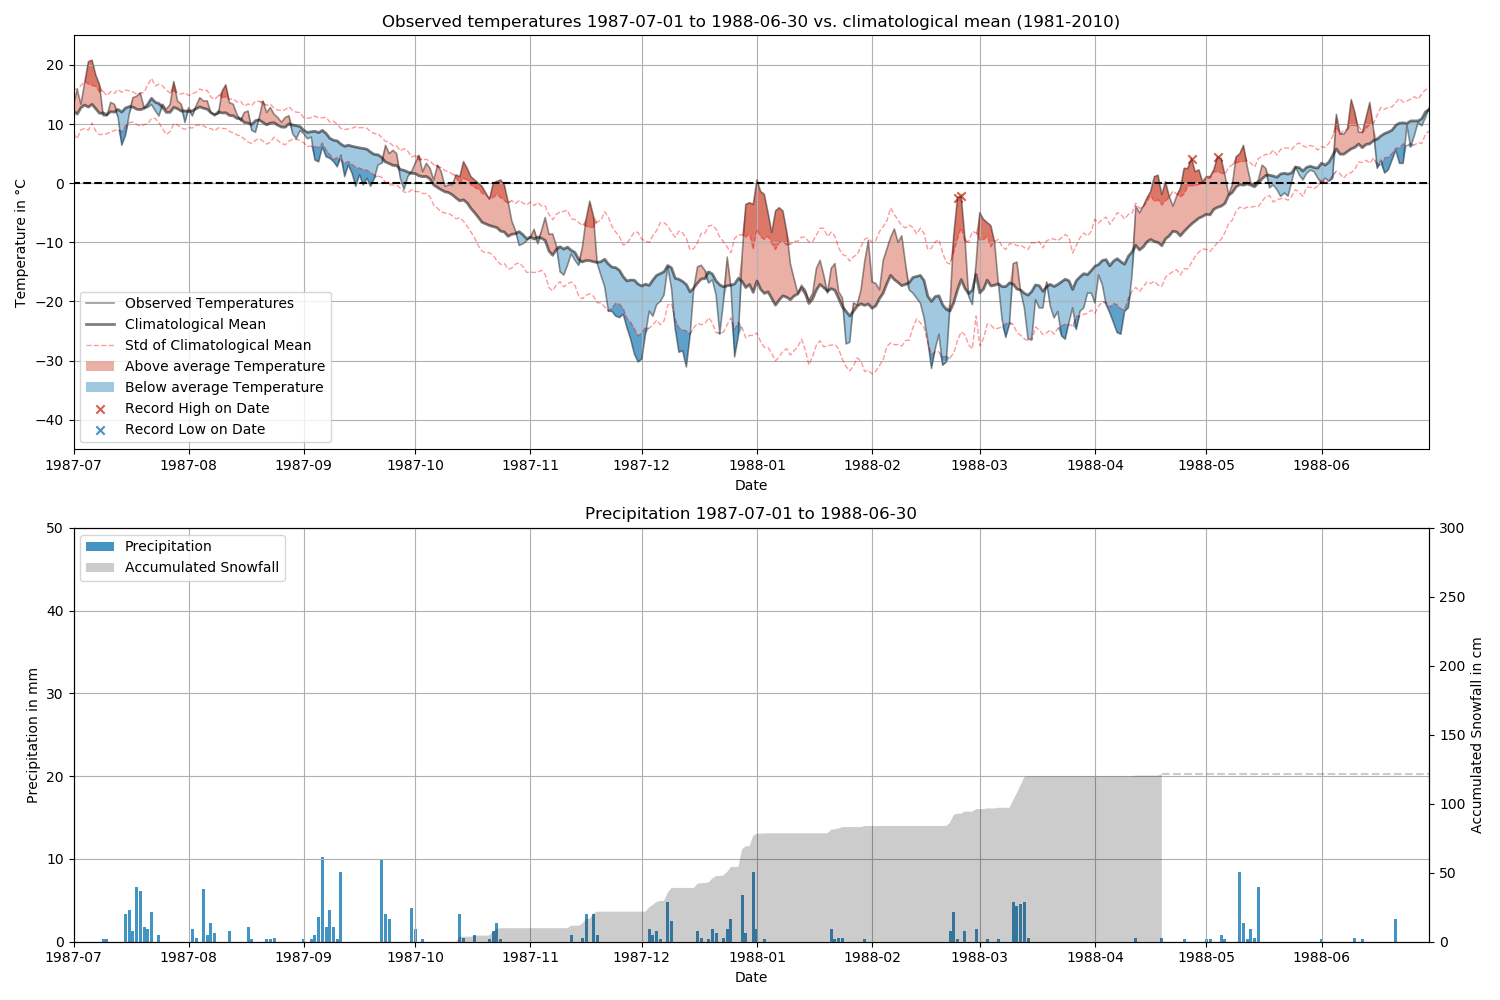 Observed temperatures 1987-07-01 to 1988-06-30 vs. climatological mean (1981-2010)
Temperature in °C
20
10
0
−10
−20
−30
−40
Observed Temperatures
Climatological Mean
Std of Climatological Mean
Above average Temperature
Below average Temperature
Record High on Date
Record Low on Date
1987-07 1987-08 1987-09 1987-10 1987-11 1987-12 1988-01 1988-02 1988-03 1988-04 1988-05 1988-06
Date
Precipitation 1987-07-01 to 1988-06-30
Precipitation in mm
50
40
30
20
10
0
Precipitation
Accumulated Snowfall
300
250
200
150
100
50
0
Accumulated Snowfall in cm
1987-07 1987-08 1987-09 1987-10 1987-11 1987-12 1988-01 1988-02 1988-03 1988-04 1988-05 1988-06
Date